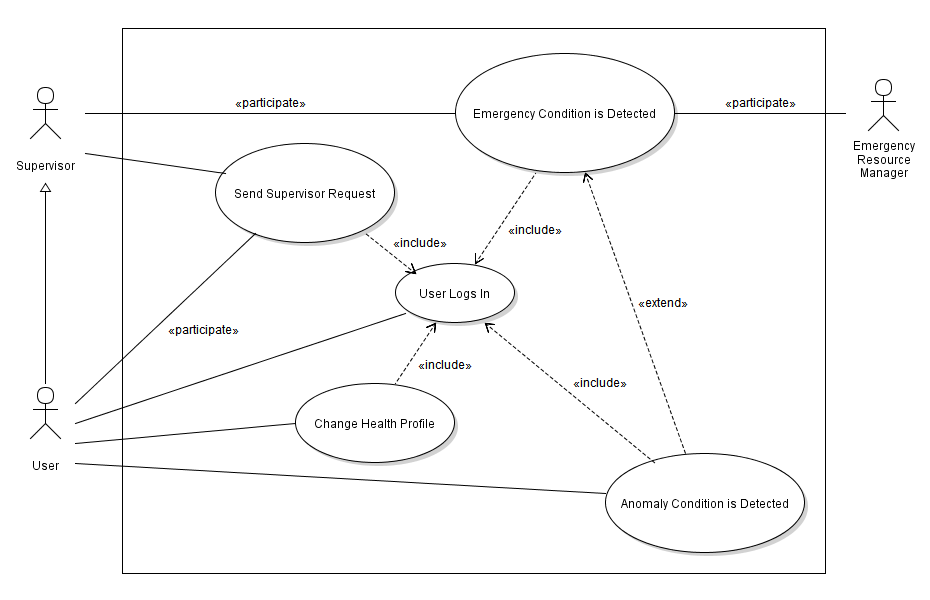 «participate»
«participate»
Emergency Condition is Detected
Supervisor
Emergency
Resource
Manager
Send Supervisor Request
«include»
«include»
User Logs In
«extend»
«participate»
«include»
«include»
Change Health Profile
User
Anomaly Condition is Detected